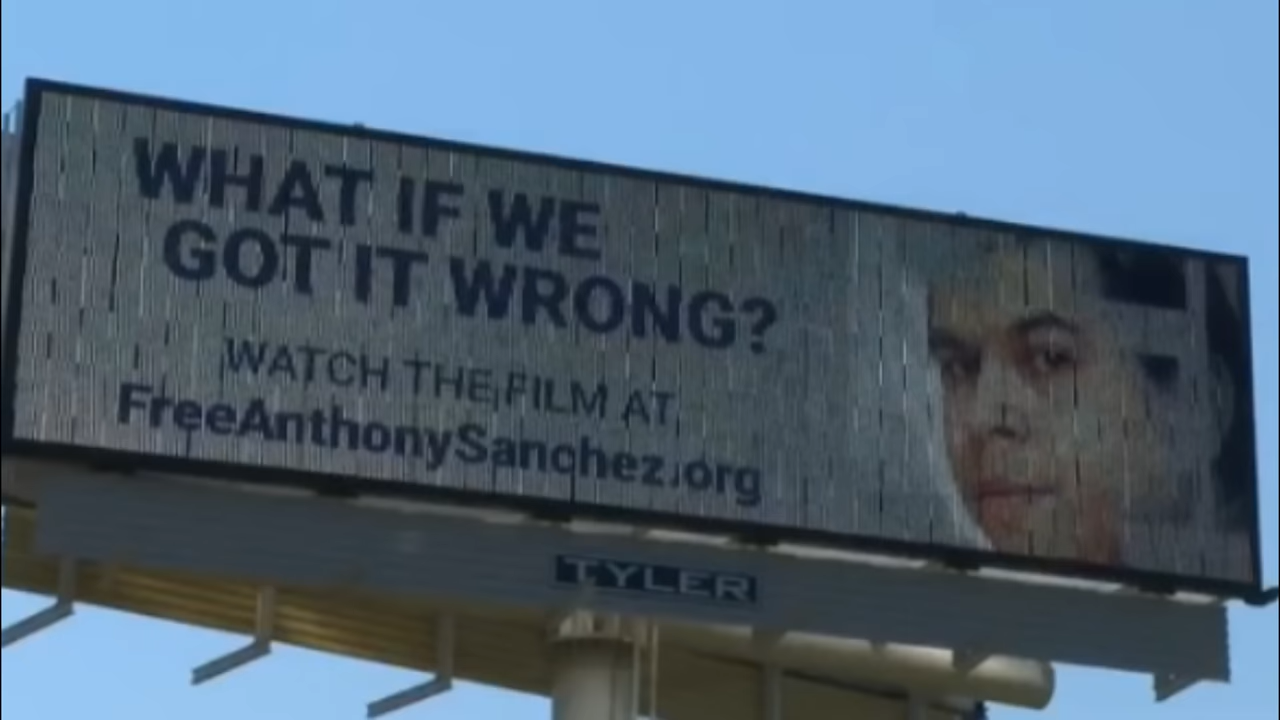 WHAT IF WE
GOT IT WRONG?
WATCH THE FILM AT
FreeAnthonySanchez.org
TYLER